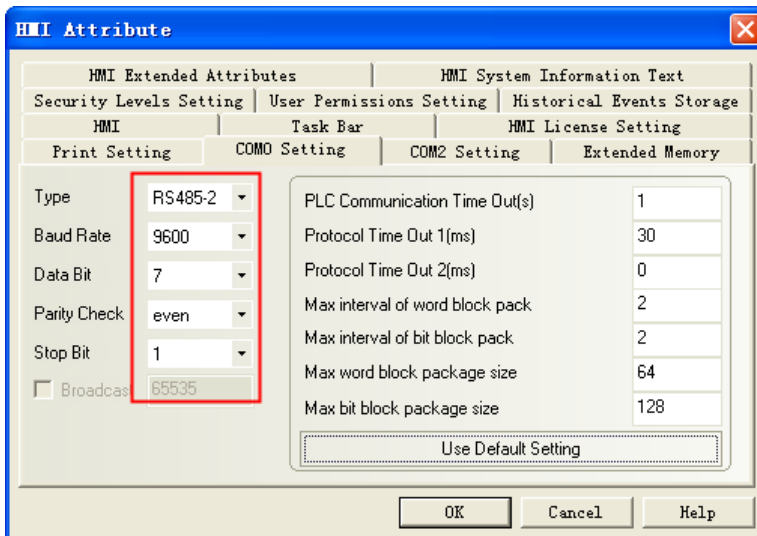 HMI Attribute
HMI Extended Attributes HMI System Information Text
Security Levels Setting User Permissions Setting Historical Events Storage
HMI Task Bar HMI License Setting
Print Setting COM0 Setting COM2 Setting Extended Memory
Type RS485-2 PLC Communication Time Out(s) 1
Baud Rate 9600 Protocol Time Out 1(ms) 30
Data Bit 7 Protocol Time Out 2(ms) 0
Parity Check even Max interval of word block pack 2
Stop Bit 1 Max interval of bit block pack 2
Broadcas 65535 Max word block package size 64
Max bit block package size 128
Use Default Setting
OK Cancel Help